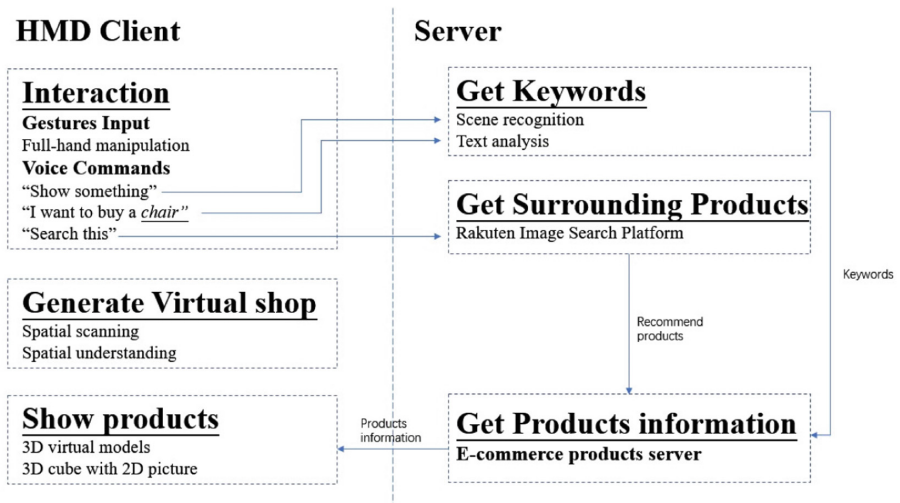 HMD Client
Server
Interaction
Gestures Input
Full-hand manipulation
Voice Commands
“Show something”
“I want to buy a chair”
“Search this”
Get Keywords
Scene recognition
Text analysis
Get Surrounding Products
Rakuten Image Search Platform
Keywords
Generate Virtual shop
Spatial scanning
Spatial understanding
Recommend
products
Show products
3D virtual models
3D cube with 2D picture
Products
information
Get Products information
E-commerce products server